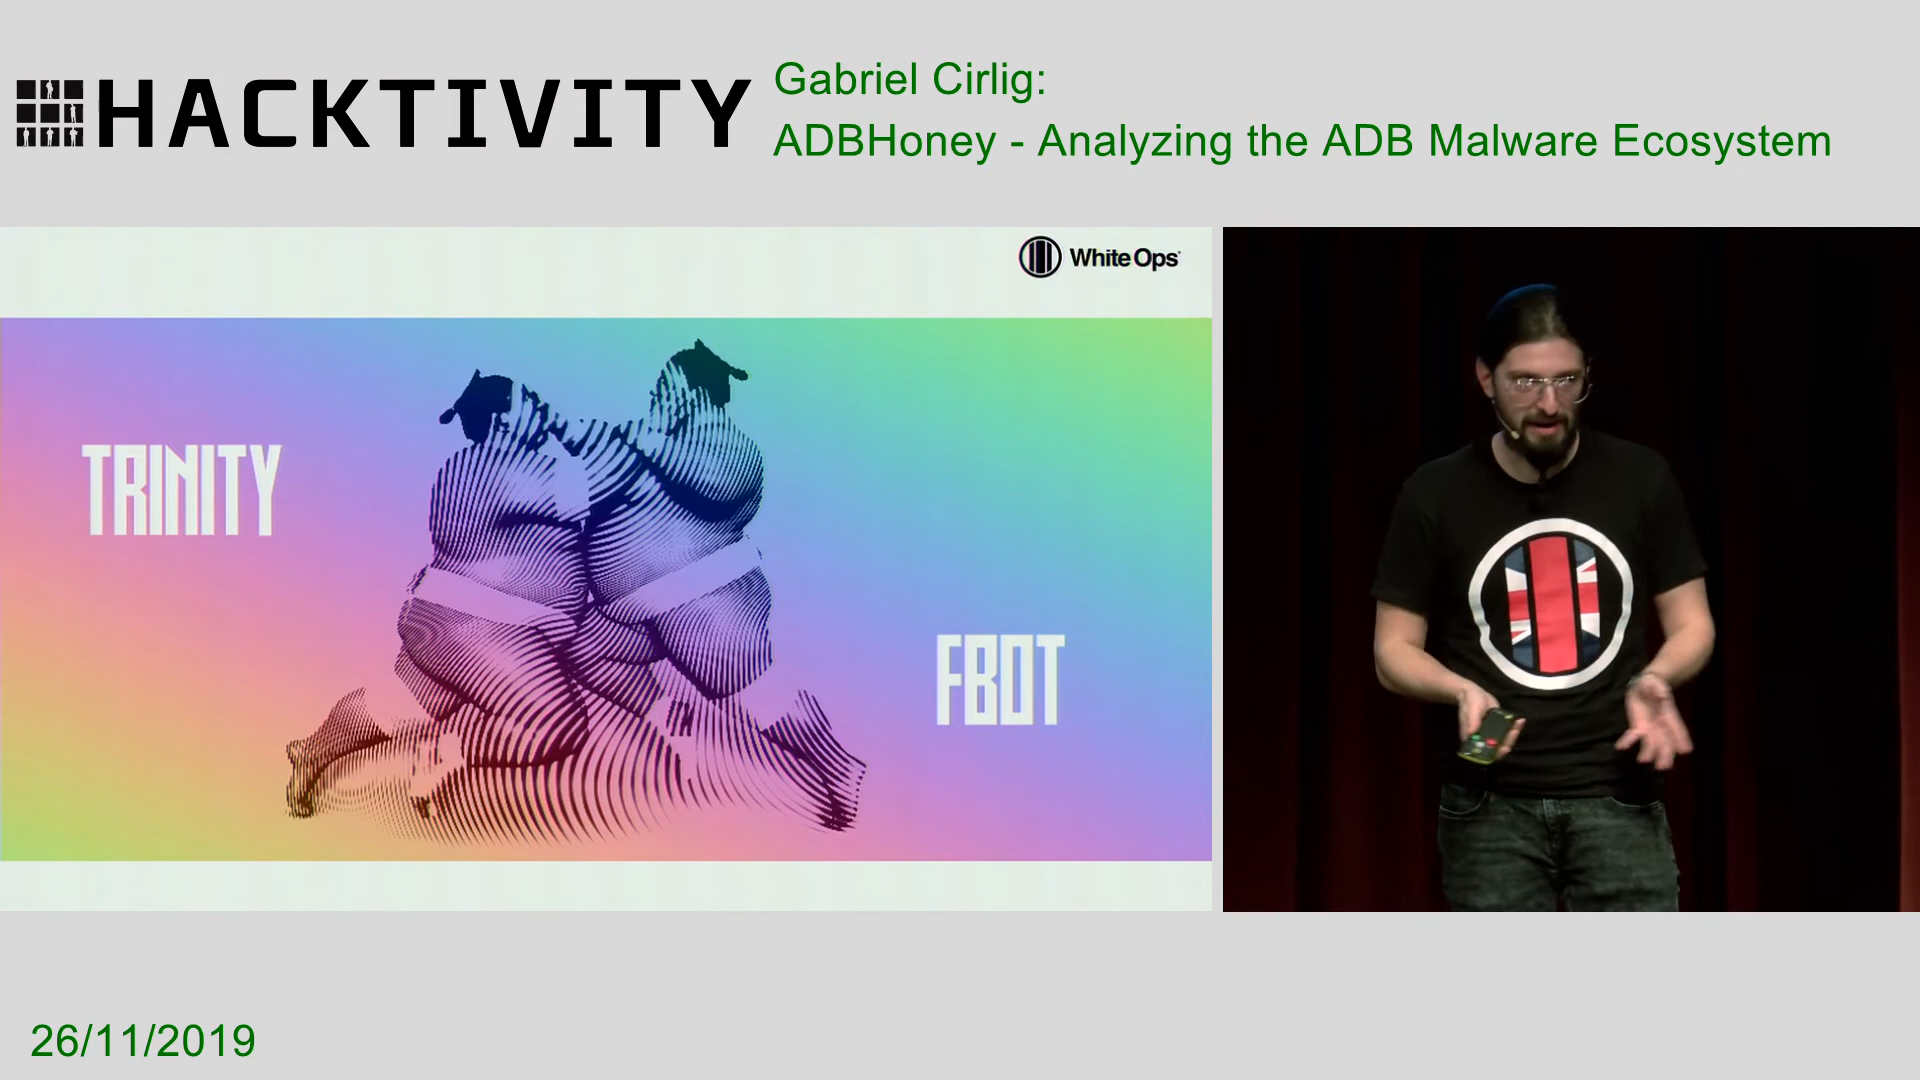 HACKTIVITY
Gabriel Cirlig:
ADBHoney - Analyzing the ADB Malware Ecosystem
White Ops
TRINITY
FBOT
26/11/2019